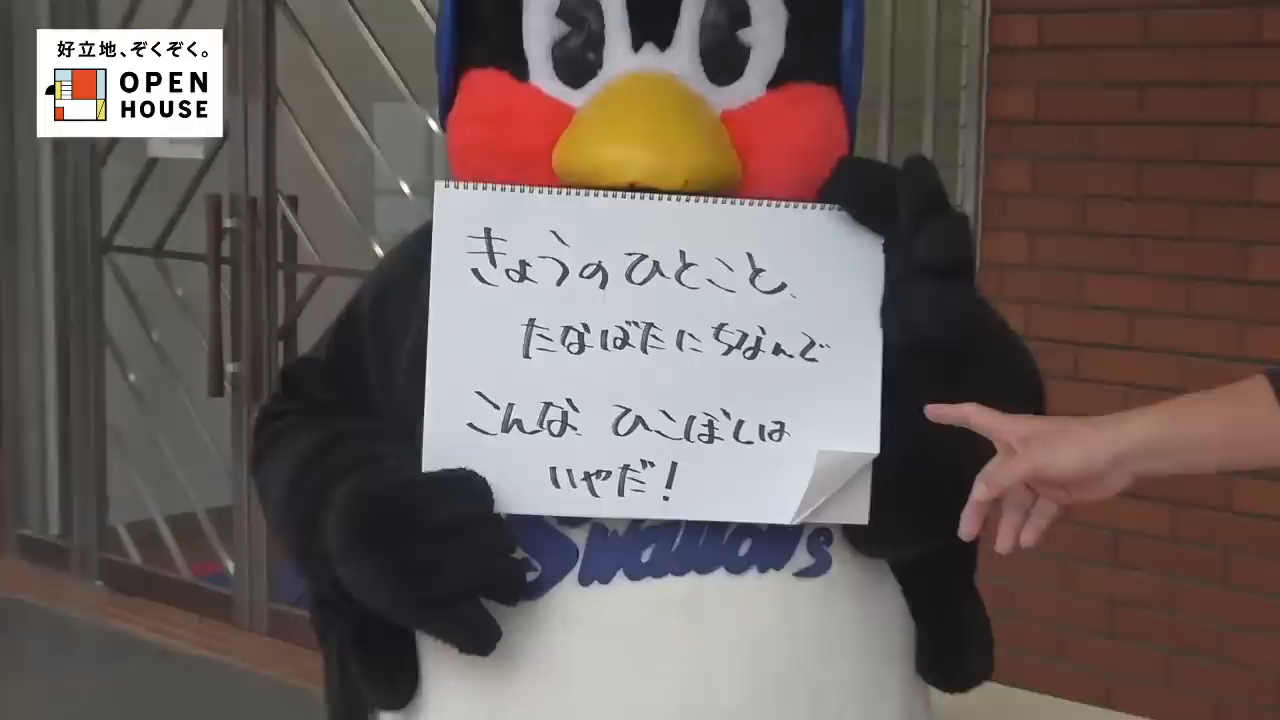 好立地、ぞくぞく。
OPEN
HOUSE
きょうのひとこと、
たなばたにちなんで
こんな ひこぼしは
いやだ!
Swallows